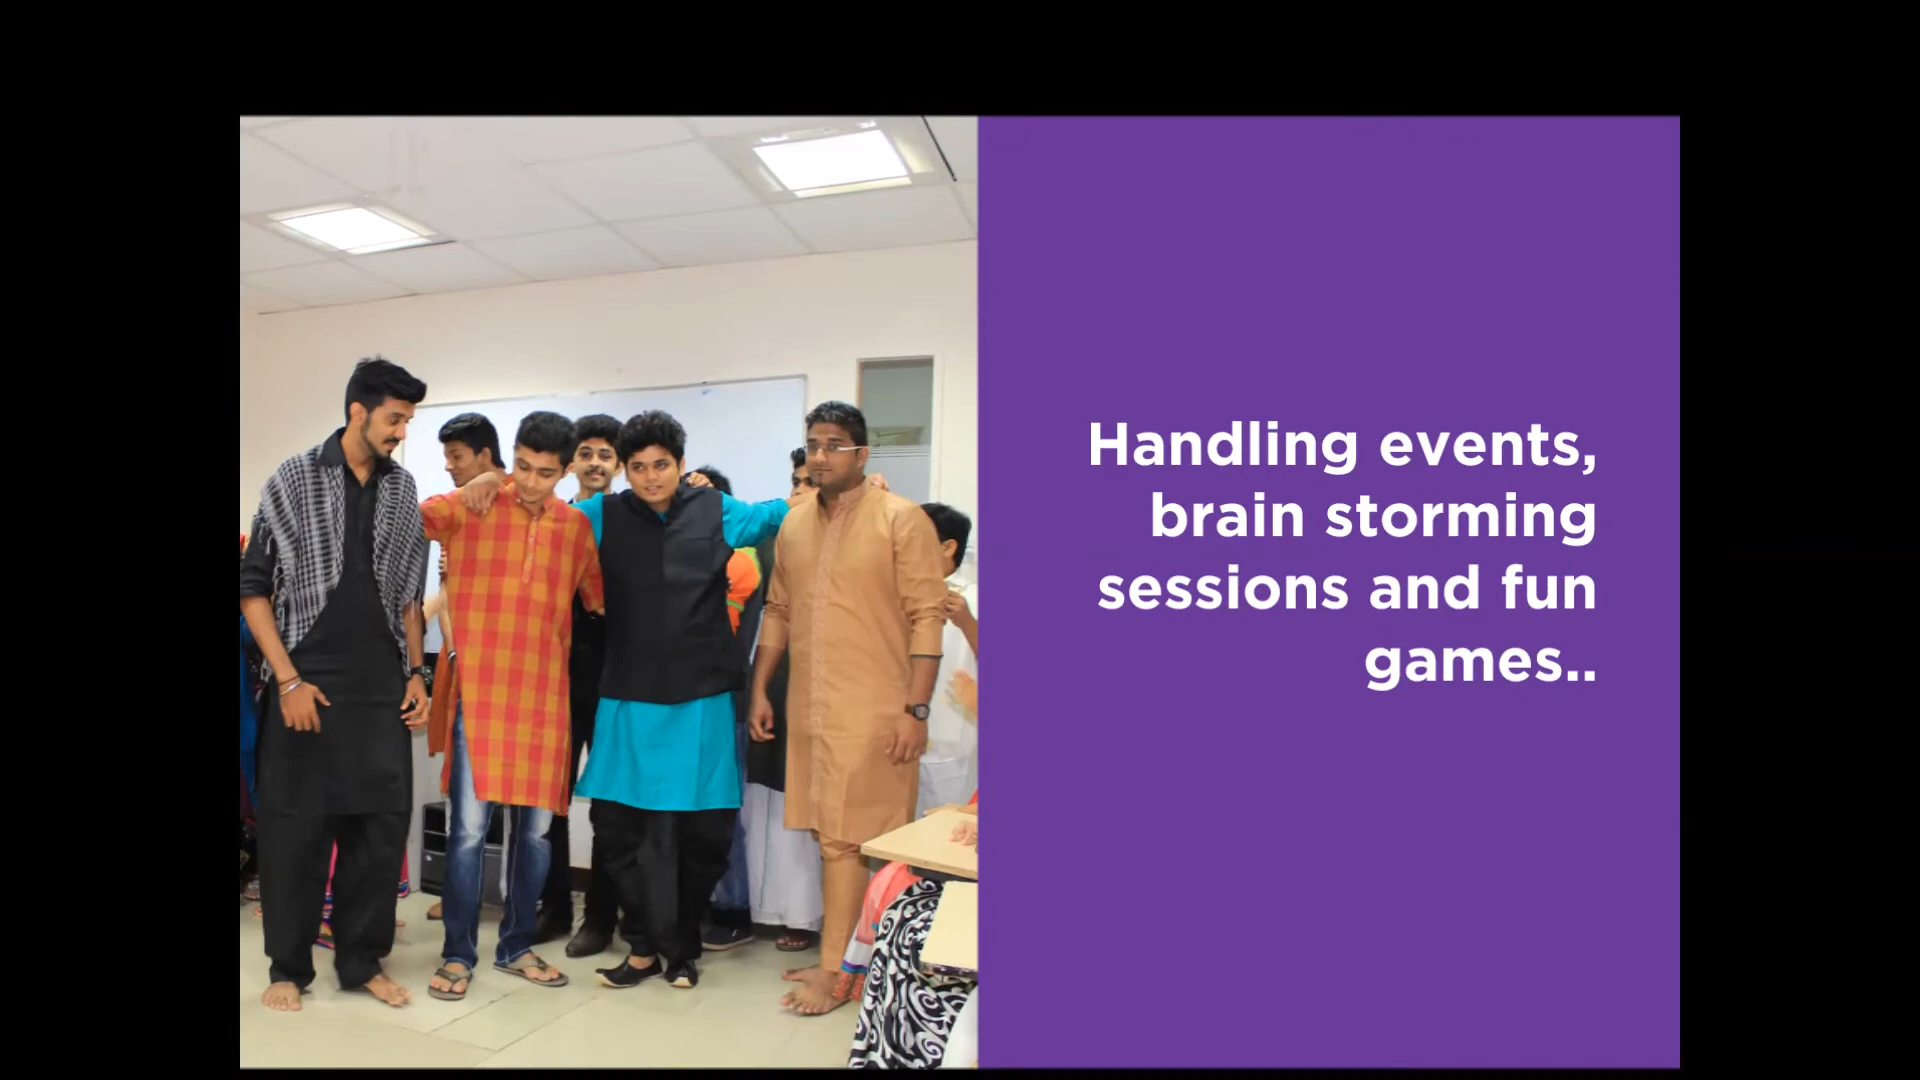 Handling events,
brain storming
sessions and fun
games..